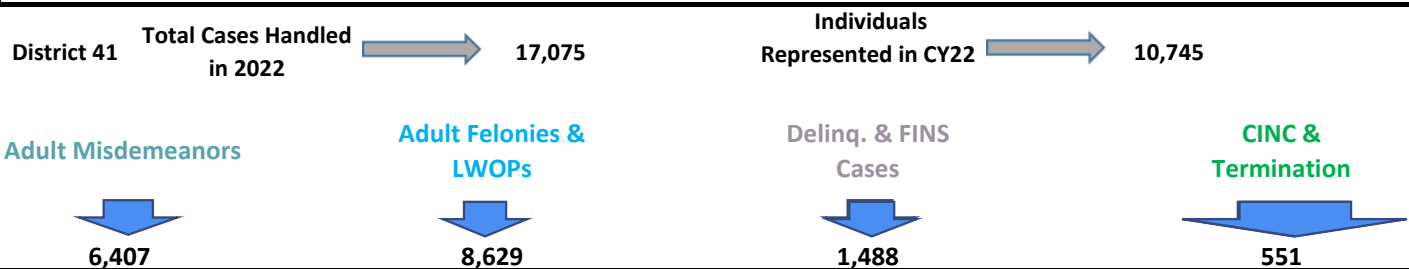 District 41
Total Cases Handled
in 2022
17,075
Individuals
Represented in CY22
10,745
Adult Misdemeanors
Adult Felonies &
LWOPs
Delinq. & FINS
Cases
CINC &
Termination
6,407
8,629
1,488
551